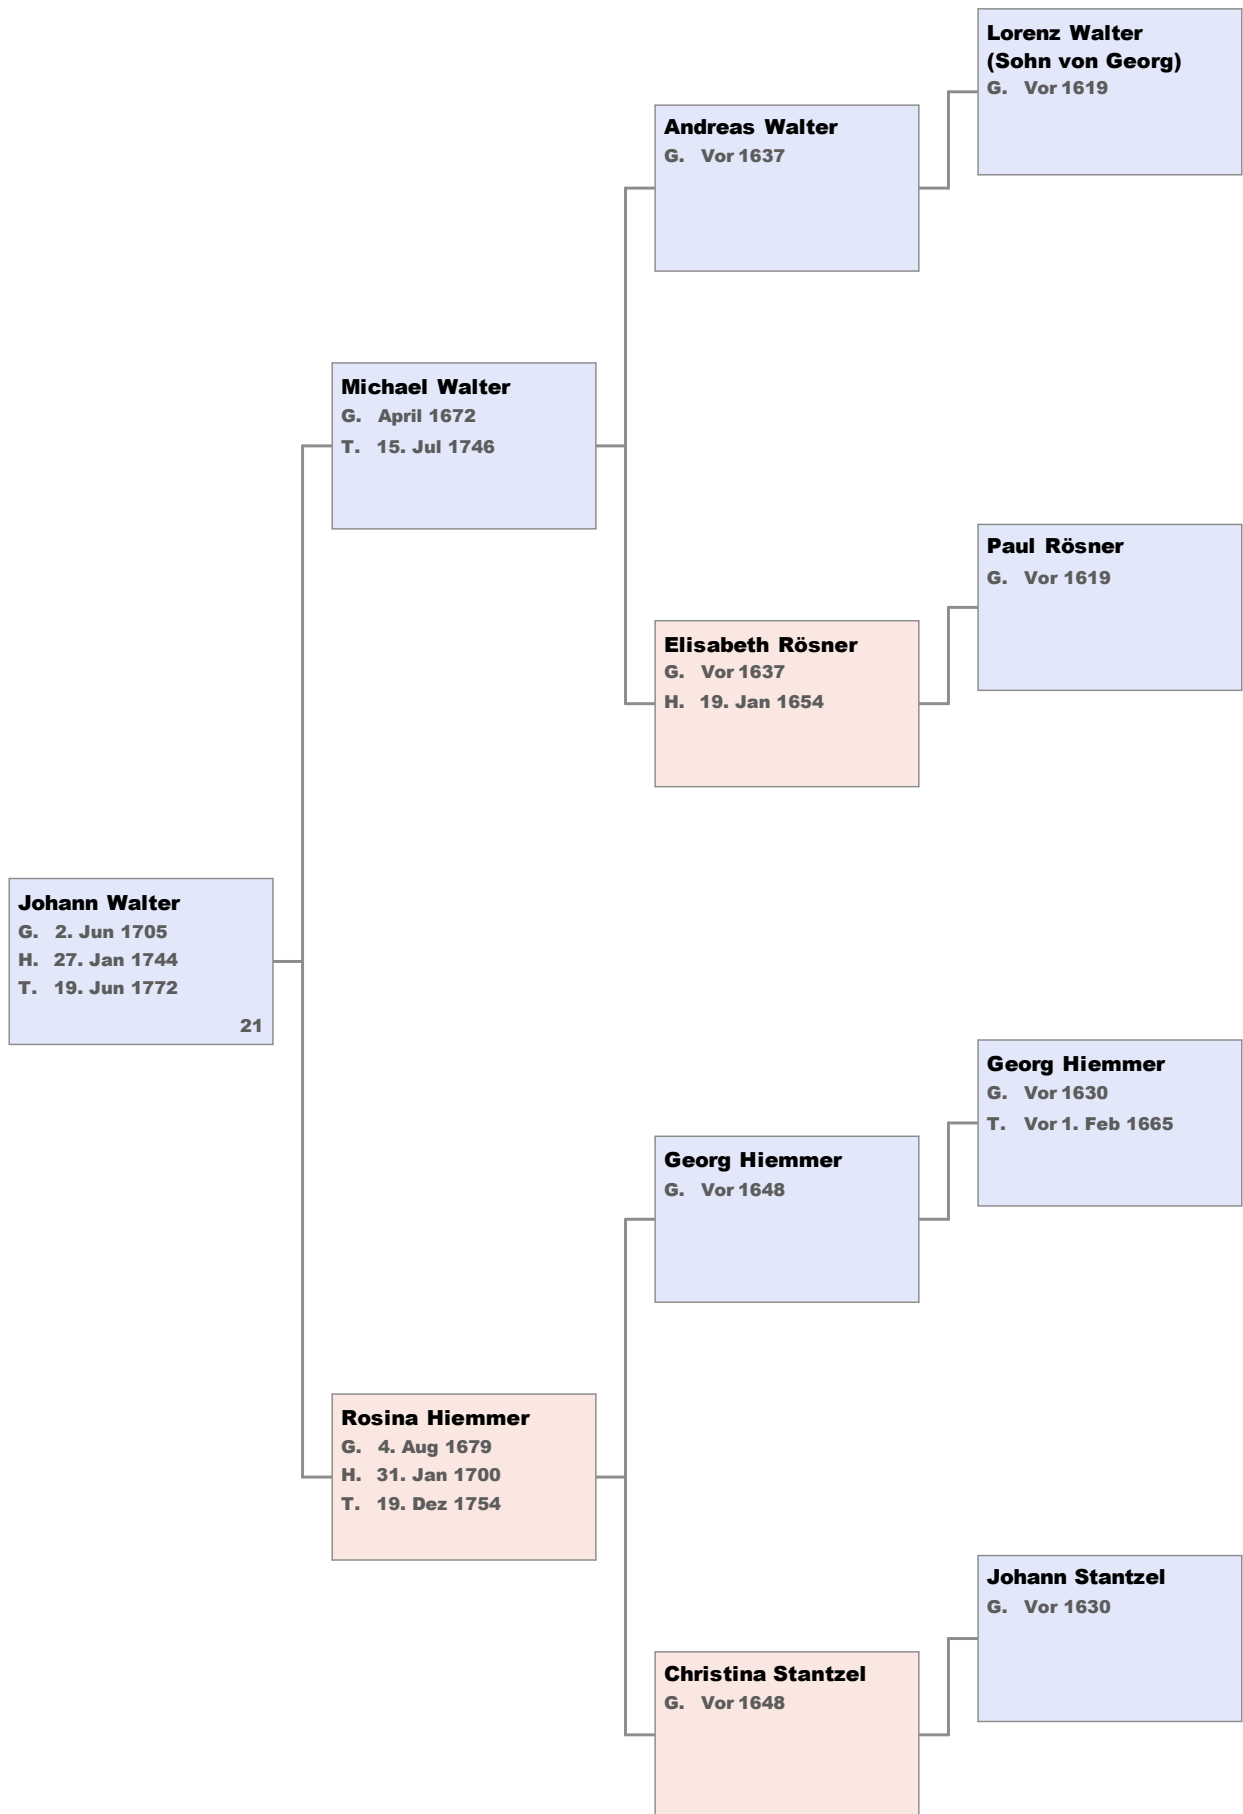 Lorenz Walter
(Sohn von Georg)
G. Vor 1619
Andreas Walter
G. Vor 1637
Michael Walter
G. April 1672
T. 15. Jul 1746
Paul Rösner
G. Vor 1619
Elisabeth Rösner
G. Vor 1637
H. 19. Jan 1654
Johann Walter
G. 2. Jun 1705
H. 27. Jan 1744
T. 19. Jun 1772
21
Georg Hiemmer
G. Vor 1630
T. Vor 1. Feb 1665
Georg Hiemmer
G. Vor 1648
Rosina Hiemmer
G. 4. Aug 1679
H. 31. Jan 1700
T. 19. Dez 1754
Johann Stantzel
G. Vor 1630
Christina Stantzel
G. Vor 1648